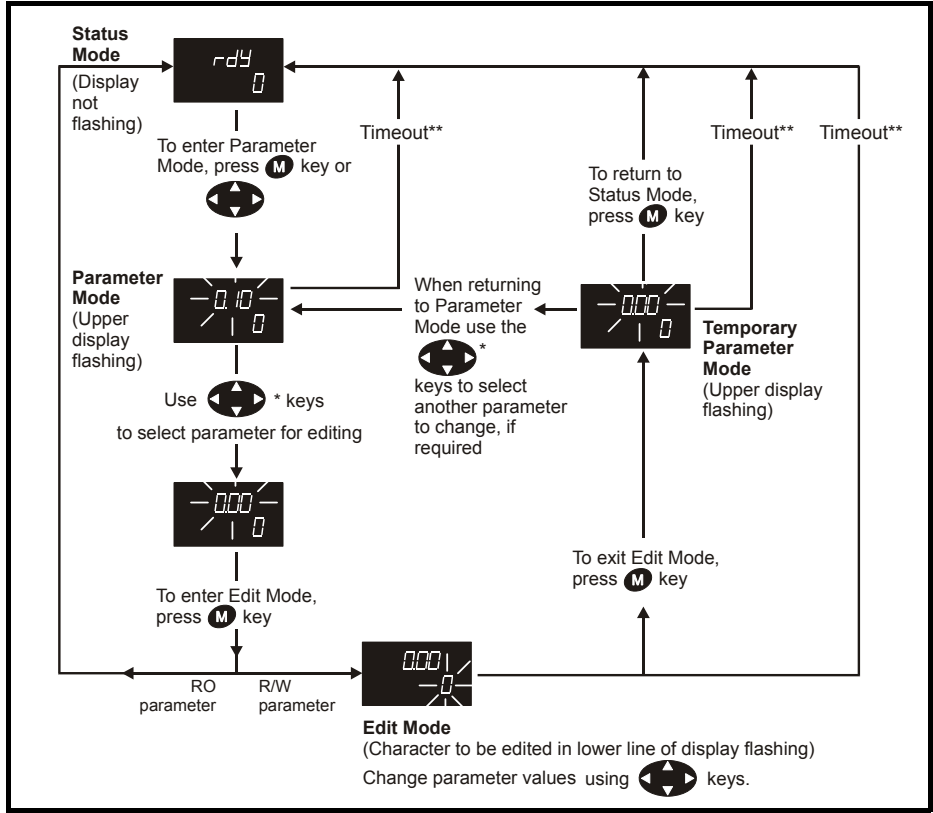 Status
Mode
(Display
not
flashing)
rdY
0
To enter Parameter
Mode, press M key or
Timeout**
Timeout**
Timeout**
To return to
Status Mode,
press M key
Parameter
Mode
(Upper
display
flashing)
0.10
0
When returning
to Parameter
Mode use the
*
keys to select
another parameter
to change, if
required
0.00
0
Temporary
Parameter
Mode
(Upper display
flashing)
Use * keys
to select parameter for editing
0.00
0
To enter Edit Mode,
press M key
To exit Edit Mode,
press M key
RO
parameter
R/W
parameter
0.00
0
Edit Mode
(Character to be edited in lower line of display flashing)
Change parameter values using keys.